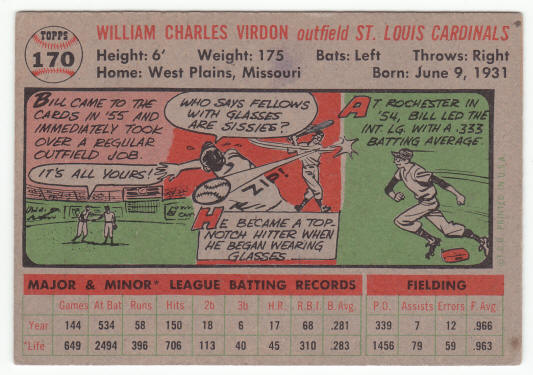 TOPPS
170
WILLIAM CHARLES VIRDON outfield ST. LOUIS CARDINALS
Height: 6' Weight: 175 Bats: Left Throws: Right
Home: West Plains, Missouri Born: June 9, 1931
BILL CAME TO THE
CARDS IN '55 AND
IMMEDIATELY TOOK
OVER A REGULAR
OUTFIELD JOB
IT'S ALL YOURS!
WHO SAYS FELLOWS
WITH GLASSES
ARE SISSIES?
ZIP!
HE BECAME A TOP-
NOTCH HITTER WHEN
HE BEGAN WEARING
GLASSES
AT ROCHESTER IN
'54, BILL LED THE
INT. LG. WITH A .333
BATTING AVERAGE.
PRINTED IN U.S.A.
MAJOR & MINOR* LEAGUE BATTING RECORDS FIELDING
Games At Bat Runs Hits 2b 3b H.R. R.B.I. B. Avg. P.O. Assists Errors F. Avg.
Year 144 534 58 150 18 6 17 68 .281 339 7 12 .966
*Life 649 2494 396 706 113 40 45 310 .283 1456 79 59 .963